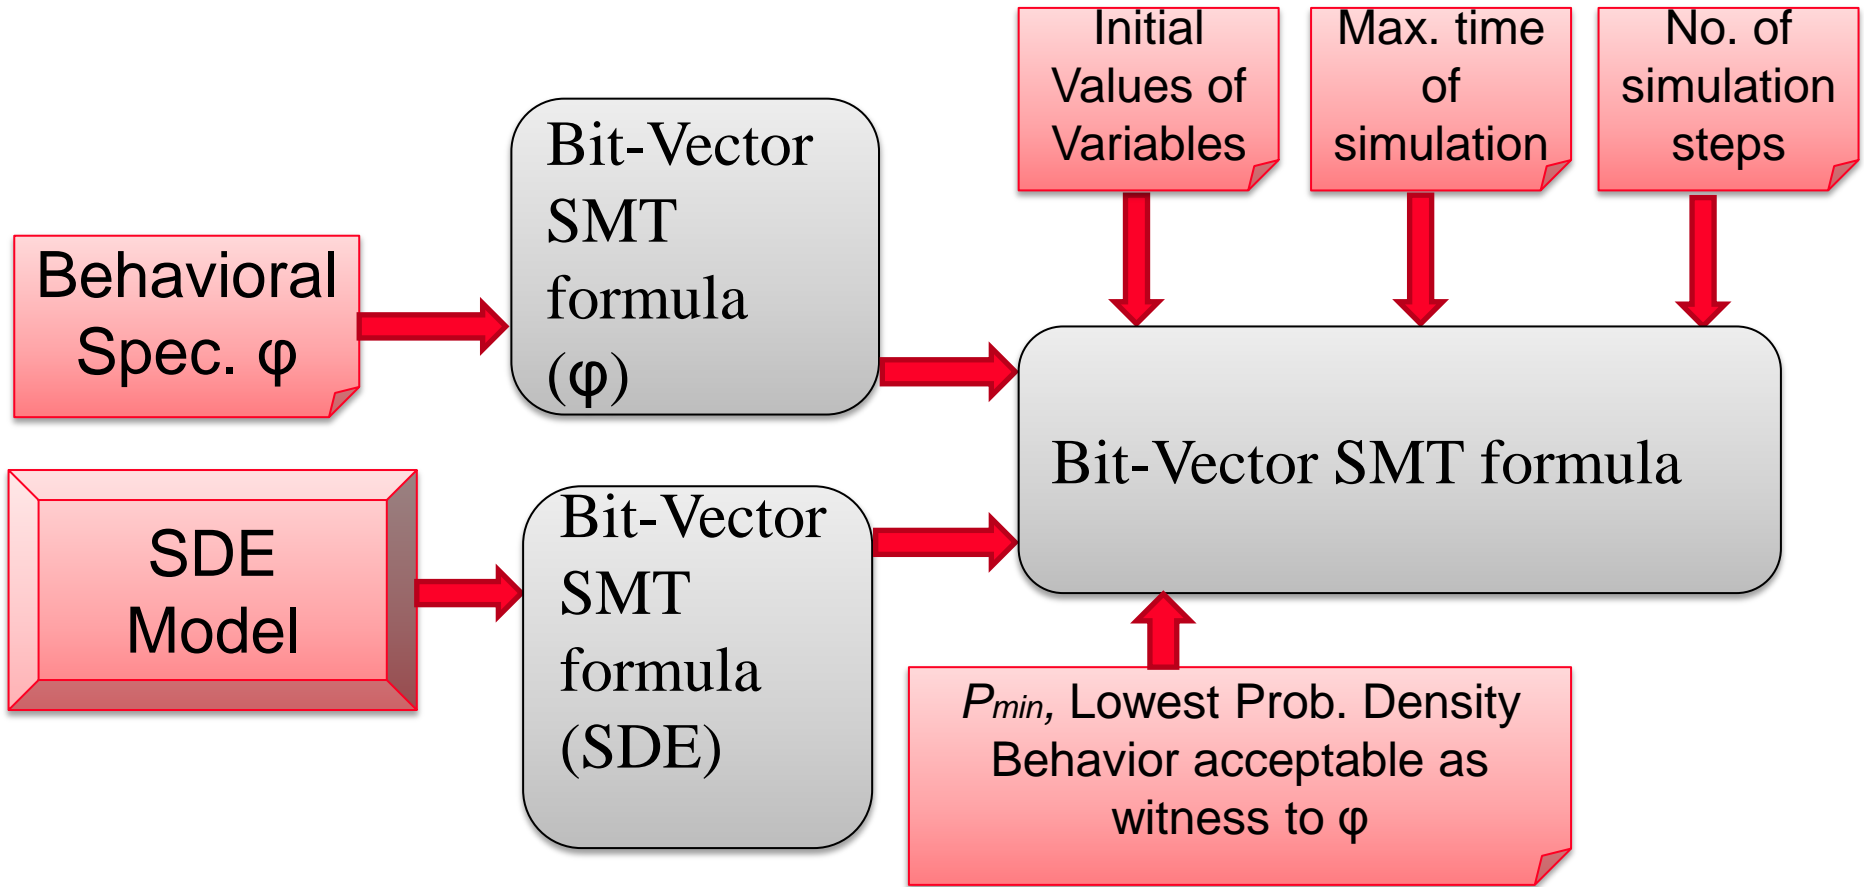 Initial
Values of
Variables
Max. time
of
simulation
No. of
simulation
steps
Bit-Vector
SMT
formula
(φ)
Behavioral
Spec. φ
Bit-Vector SMT formula
SDE
Model
Bit-Vector
SMT
formula
(SDE)
Pmin, Lowest Prob. Density
Behavior acceptable as
witness to φ